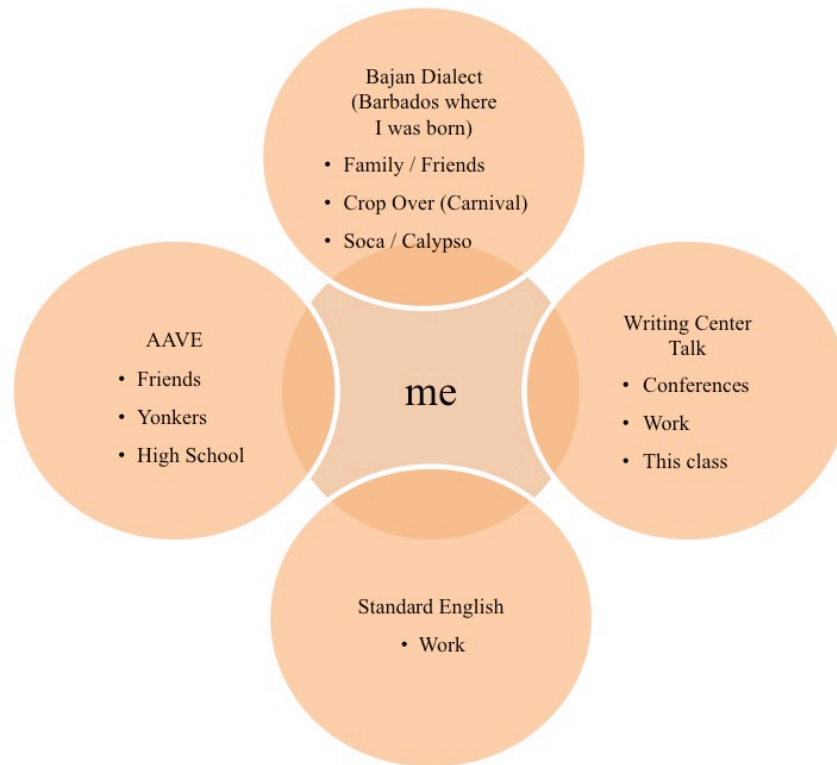 Bajan Dialect
(Barbados where
I was born)
• Family / Friends
• Crop Over (Carnival)
• Soca / Calypso
AAVE
• Friends
• Yonkers
• High School
me
Writing Center
Talk
• Conferences
• Work
• This class
Standard English
• Work